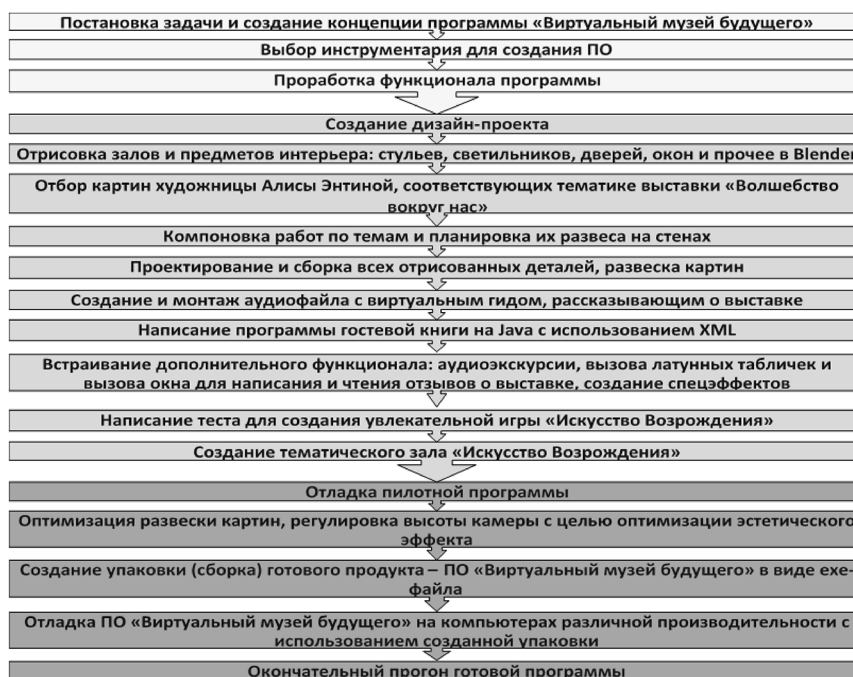 Постановка задачи и создание концепции программы «Виртуальный музей будущего»
Выбор инструментария для создания ПО
Проработка функционала программы
Создание дизайн-проекта
Отрисовка залов и предметов интерьера: стульев, светильников, дверей, окон и прочее в Blender
Отбор картин художницы Алисы Энтиной, соответствующих тематике выставки «Волшебство
вокруг нас»
Компоновка работ по темам и планировка их развеса на стенах
Проектирование и сборка всех отрисованных деталей, развеска картин
Создание и монтаж аудиофайла с виртуальным гидом, рассказывающим о выставке
Написание программы гостевой книги на Java с использованием XML
Встраивание дополнительного функционала: аудиоэкскурсии, вызова латунных табличек и
вызова окна для написания и чтения отзывов о выставке, создание спецэффектов
Написание теста для создания увлекательной игры «Искусство Возрождения»
Создание тематического зала «Искусство Возрождения»
Отладка пилотной программы
Оптимизация развески картин, регулировка высоты камеры с целью оптимизации эстетического
эффекта
Создание упаковки (сборка) готового продукта – ПО «Виртуальный музей будущего» в виде exe-
файла
Отладка ПО «Виртуальный музей будущего» на компьютерах различной производительности с
использованием созданной упаковки
Окончательный прогон готовой программы